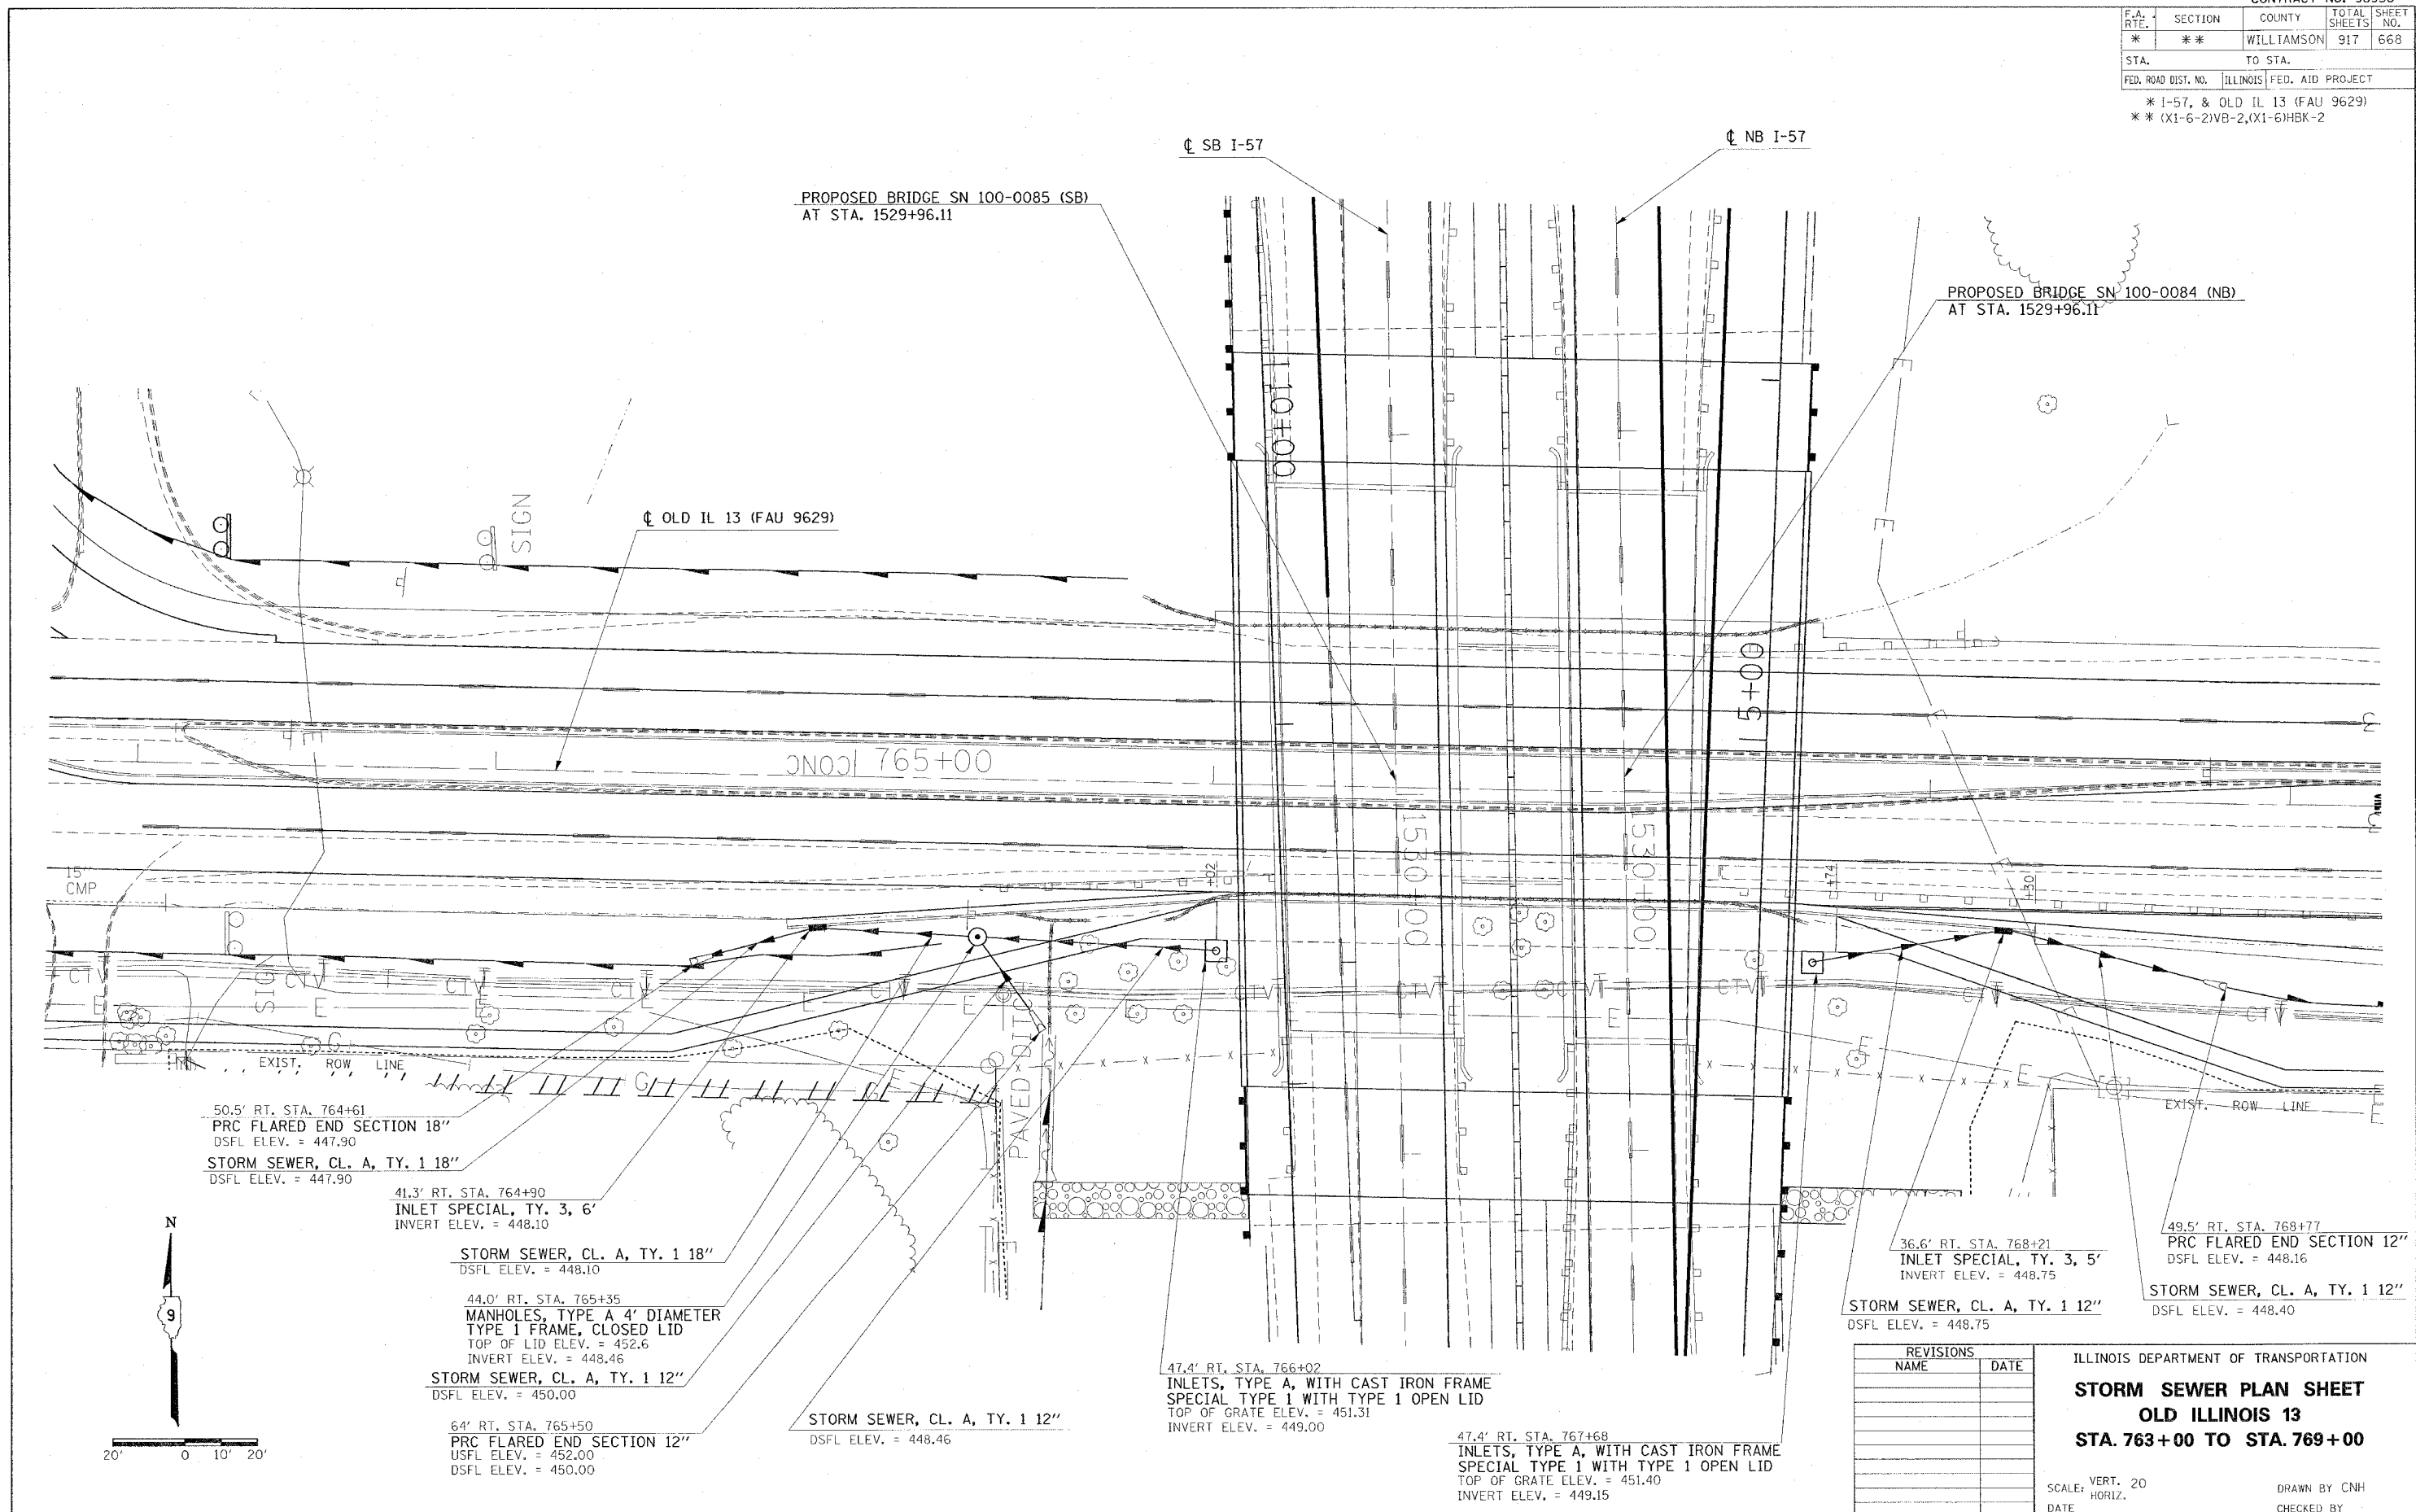 F.A. RTE. SECTION COUNTY TOTAL SHEETS SHEET NO.
* ** WILLIAMSON 917 668
STA. TO STA.
FED. ROAD DIST. NO. ILLINOIS FED. AID PROJECT
* I-57, & OLD IL 13 (FAU 9629)
** (X1-6-2)VB-2,(X1-6)HBK-2
℄ SB I-57
℄ NB I-57
PROPOSED BRIDGE SN 100-0085 (SB)
AT STA. 1529+96.11
PROPOSED BRIDGE SN 100-0084 (NB)
AT STA. 1529+96.11
110+00
SIGN
℄ OLD IL 13 (FAU 9629)
115+00
CONC
765+00
1530+00
1530+00
15"
CMP
+02
+74
+30
CTV T CTV CTV CTV CTV CTV CTV CTV CTV CTV CTV
PAVED DITCH
EXIST. ROW LINE
EXIST. ROW LINE
50.5' RT. STA. 764+61
PRC FLARED END SECTION 18"
DSFL ELEV. = 447.90
STORM SEWER, CL. A, TY. 1 18"
DSFL ELEV. = 447.90
41.3' RT. STA. 764+90
INLET SPECIAL, TY. 3, 6'
INVERT ELEV. = 448.10
STORM SEWER, CL. A, TY. 1 18"
DSFL ELEV. = 448.10
44.0' RT. STA. 765+35
MANHOLES, TYPE A 4' DIAMETER
TYPE 1 FRAME, CLOSED LID
TOP OF LID ELEV. = 452.6
INVERT ELEV. = 448.46
STORM SEWER, CL. A, TY. 1 12"
DSFL ELEV. = 450.00
64' RT. STA. 765+50
PRC FLARED END SECTION 12"
USFL ELEV. = 452.00
DSFL ELEV. = 450.00
STORM SEWER, CL. A, TY. 1 12"
DSFL ELEV. = 448.46
47.4' RT. STA. 766+02
INLETS, TYPE A, WITH CAST IRON FRAME
SPECIAL TYPE 1 WITH TYPE 1 OPEN LID
TOP OF GRATE ELEV. = 451.31
INVERT ELEV. = 449.00
47.4' RT. STA. 767+68
INLETS, TYPE A, WITH CAST IRON FRAME
SPECIAL TYPE 1 WITH TYPE 1 OPEN LID
TOP OF GRATE ELEV. = 451.40
INVERT ELEV. = 449.15
36.6' RT. STA. 768+21
INLET SPECIAL, TY. 3, 5'
INVERT ELEV. = 448.75
STORM SEWER, CL. A, TY. 1 12"
DSFL ELEV. = 448.75
49.5' RT. STA. 768+77
PRC FLARED END SECTION 12"
DSFL ELEV. = 448.16
STORM SEWER, CL. A, TY. 1 12"
DSFL ELEV. = 448.40
N
9
20' 0 10' 20'
REVISIONS
NAME DATE
ILLINOIS DEPARTMENT OF TRANSPORTATION
STORM SEWER PLAN SHEET
OLD ILLINOIS 13
STA. 763+00 TO STA. 769+00
SCALE: VERT. 20
HORIZ.
DRAWN BY CNH
DATE
CHECKED BY